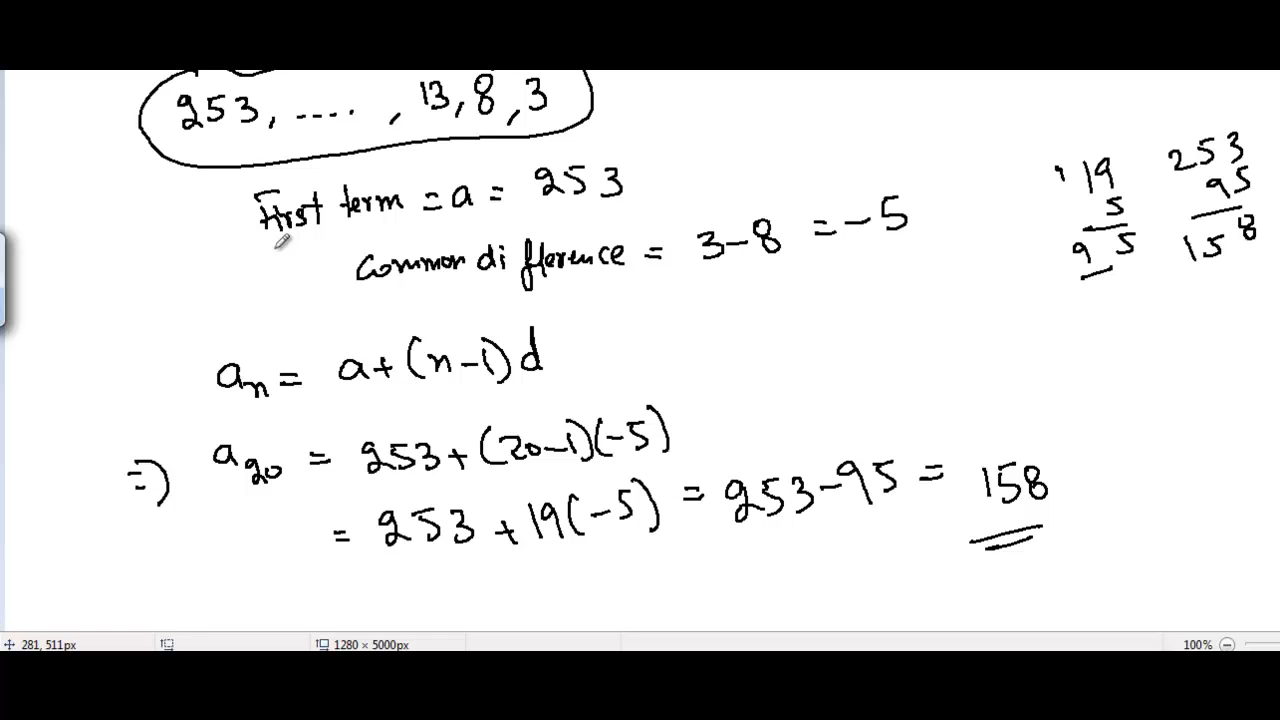 253, ...., 13, 8, 3
First term = a = 253
Common difference = 3-8 = -5
aₙ = a+(n-1)d
=) a₂₀ = 253+(20-1)(-5)
= 253 + 19(-5) = 253-95 = 158
19
5
95
253
95
158
281, 511px
1280 × 5000px
100%